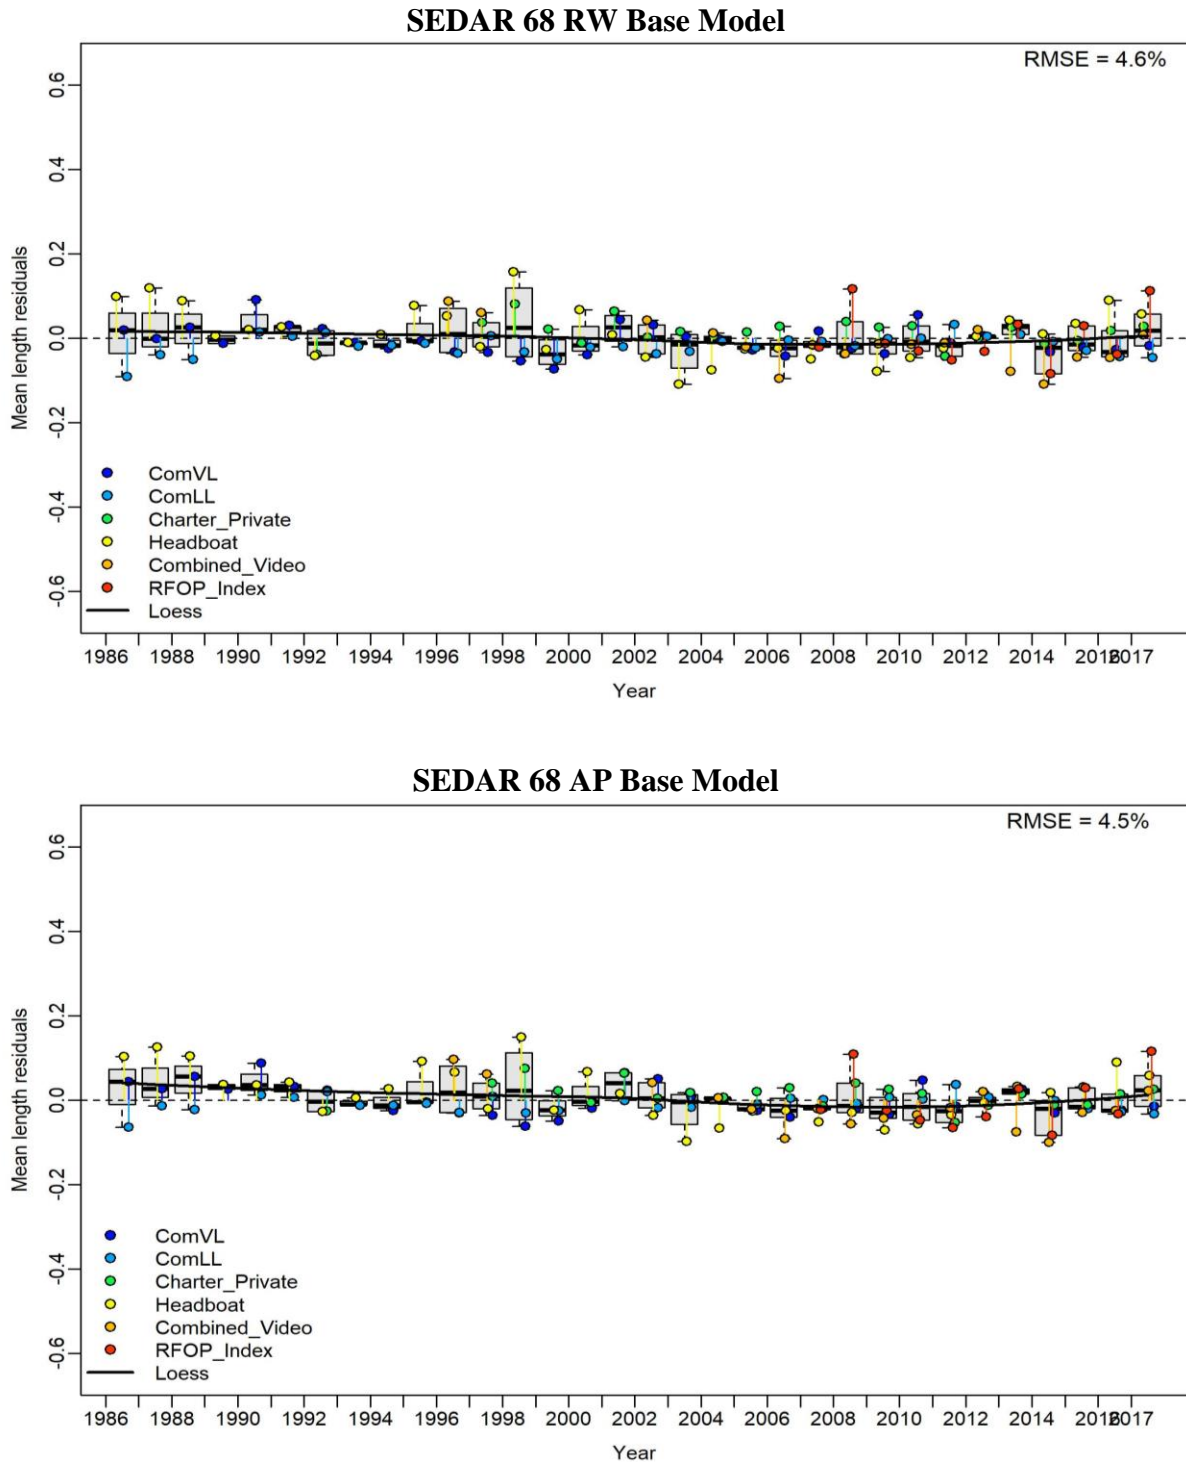 SEDAR 68 RW Base Model
RMSE = 4.6%
0.6
0.4
0.2
0.0
-0.2
-0.4
-0.6
Mean length residuals
ComVL
ComLL
Charter_Private
Headboat
Combined_Video
RFOP_Index
Loess
1986 1988 1990 1992 1994 1996 1998 2000 2002 2004 2006 2008 2010 2012 2014 2016 2017
Year
SEDAR 68 AP Base Model
RMSE = 4.5%
0.6
0.4
0.2
0.0
-0.2
-0.4
-0.6
Mean length residuals
ComVL
ComLL
Charter_Private
Headboat
Combined_Video
RFOP_Index
Loess
1986 1988 1990 1992 1994 1996 1998 2000 2002 2004 2006 2008 2010 2012 2014 2016 2017
Year